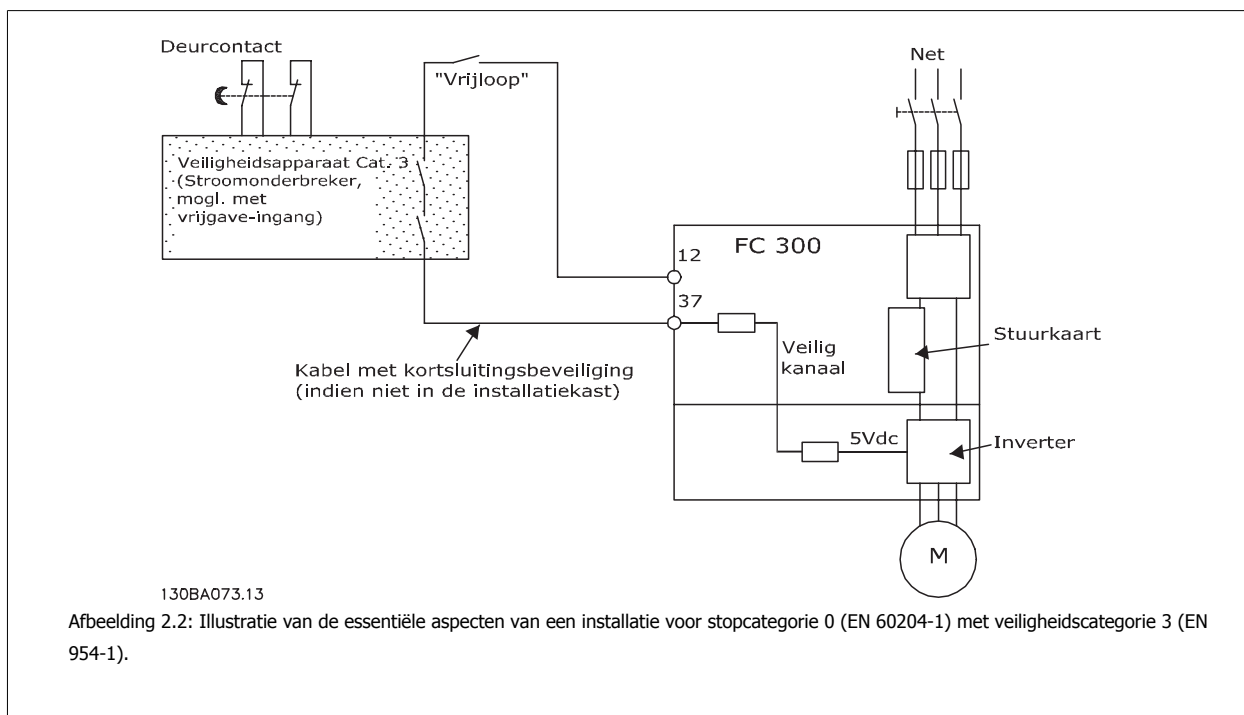 Deurcontact
"Vrijloop"
Net
Veiligheidsapparaat Cat. 3
(Stroomonderbreker,
mogl. met
vrijgave-ingang)
FC 300
12
37
Veilig
kanaal
Stuurkaart
Kabel met kortsluitingsbeveiliging
(indien niet in de installatiekast)
5Vdc
Inverter
M
130BA073.13
Afbeelding 2.2: Illustratie van de essentiële aspecten van een installatie voor stopcategorie 0 (EN 60204-1) met veiligheidscategorie 3 (EN
954-1).